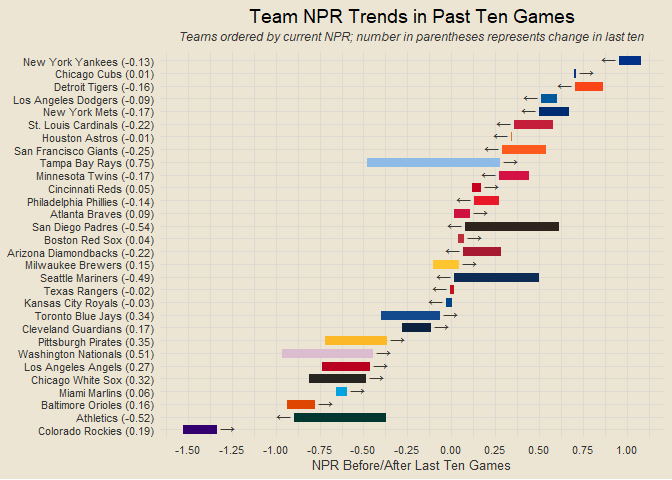 Team NPR Trends in Past Ten Games
Teams ordered by current NPR; number in parentheses represents change in last ten
New York Yankees (-0.13)
Chicago Cubs (0.01)
Detroit Tigers (-0.16)
Los Angeles Dodgers (-0.09)
New York Mets (-0.17)
St. Louis Cardinals (-0.22)
Houston Astros (-0.01)
San Francisco Giants (-0.25)
Tampa Bay Rays (0.75)
Minnesota Twins (-0.17)
Cincinnati Reds (0.05)
Philadelphia Phillies (-0.14)
Atlanta Braves (0.09)
San Diego Padres (-0.54)
Boston Red Sox (0.04)
Arizona Diamondbacks (-0.22)
Milwaukee Brewers (0.15)
Seattle Mariners (-0.49)
Texas Rangers (-0.02)
Kansas City Royals (-0.03)
Toronto Blue Jays (0.34)
Cleveland Guardians (0.17)
Pittsburgh Pirates (0.35)
Washington Nationals (0.51)
Los Angeles Angels (0.27)
Chicago White Sox (0.32)
Miami Marlins (0.06)
Baltimore Orioles (0.16)
Athletics (-0.52)
Colorado Rockies (0.19)
-1.50 -1.25 -1.00 -0.75 -0.50 -0.25 0.00 0.25 0.50 0.75 1.00
NPR Before/After Last Ten Games